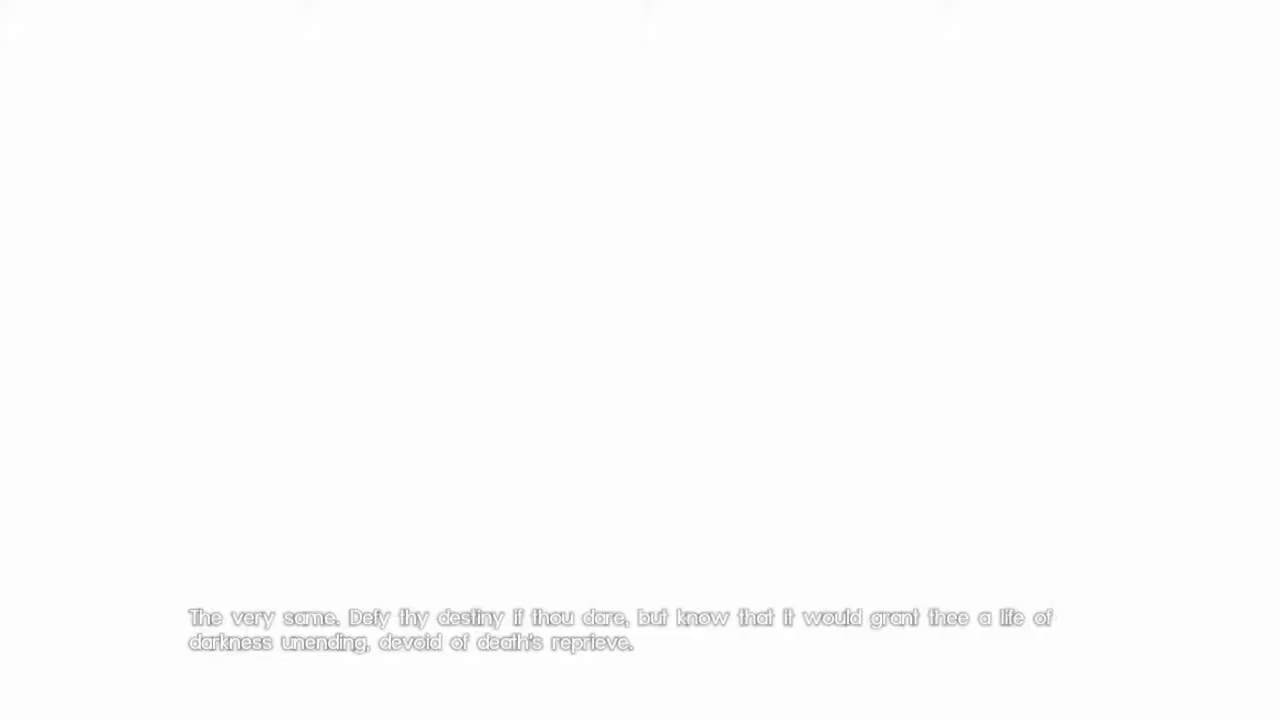 The very same. Defy thy destiny if thou dare, but know that it would grant thee a life of
darkness unending, devoid of death's reprieve.